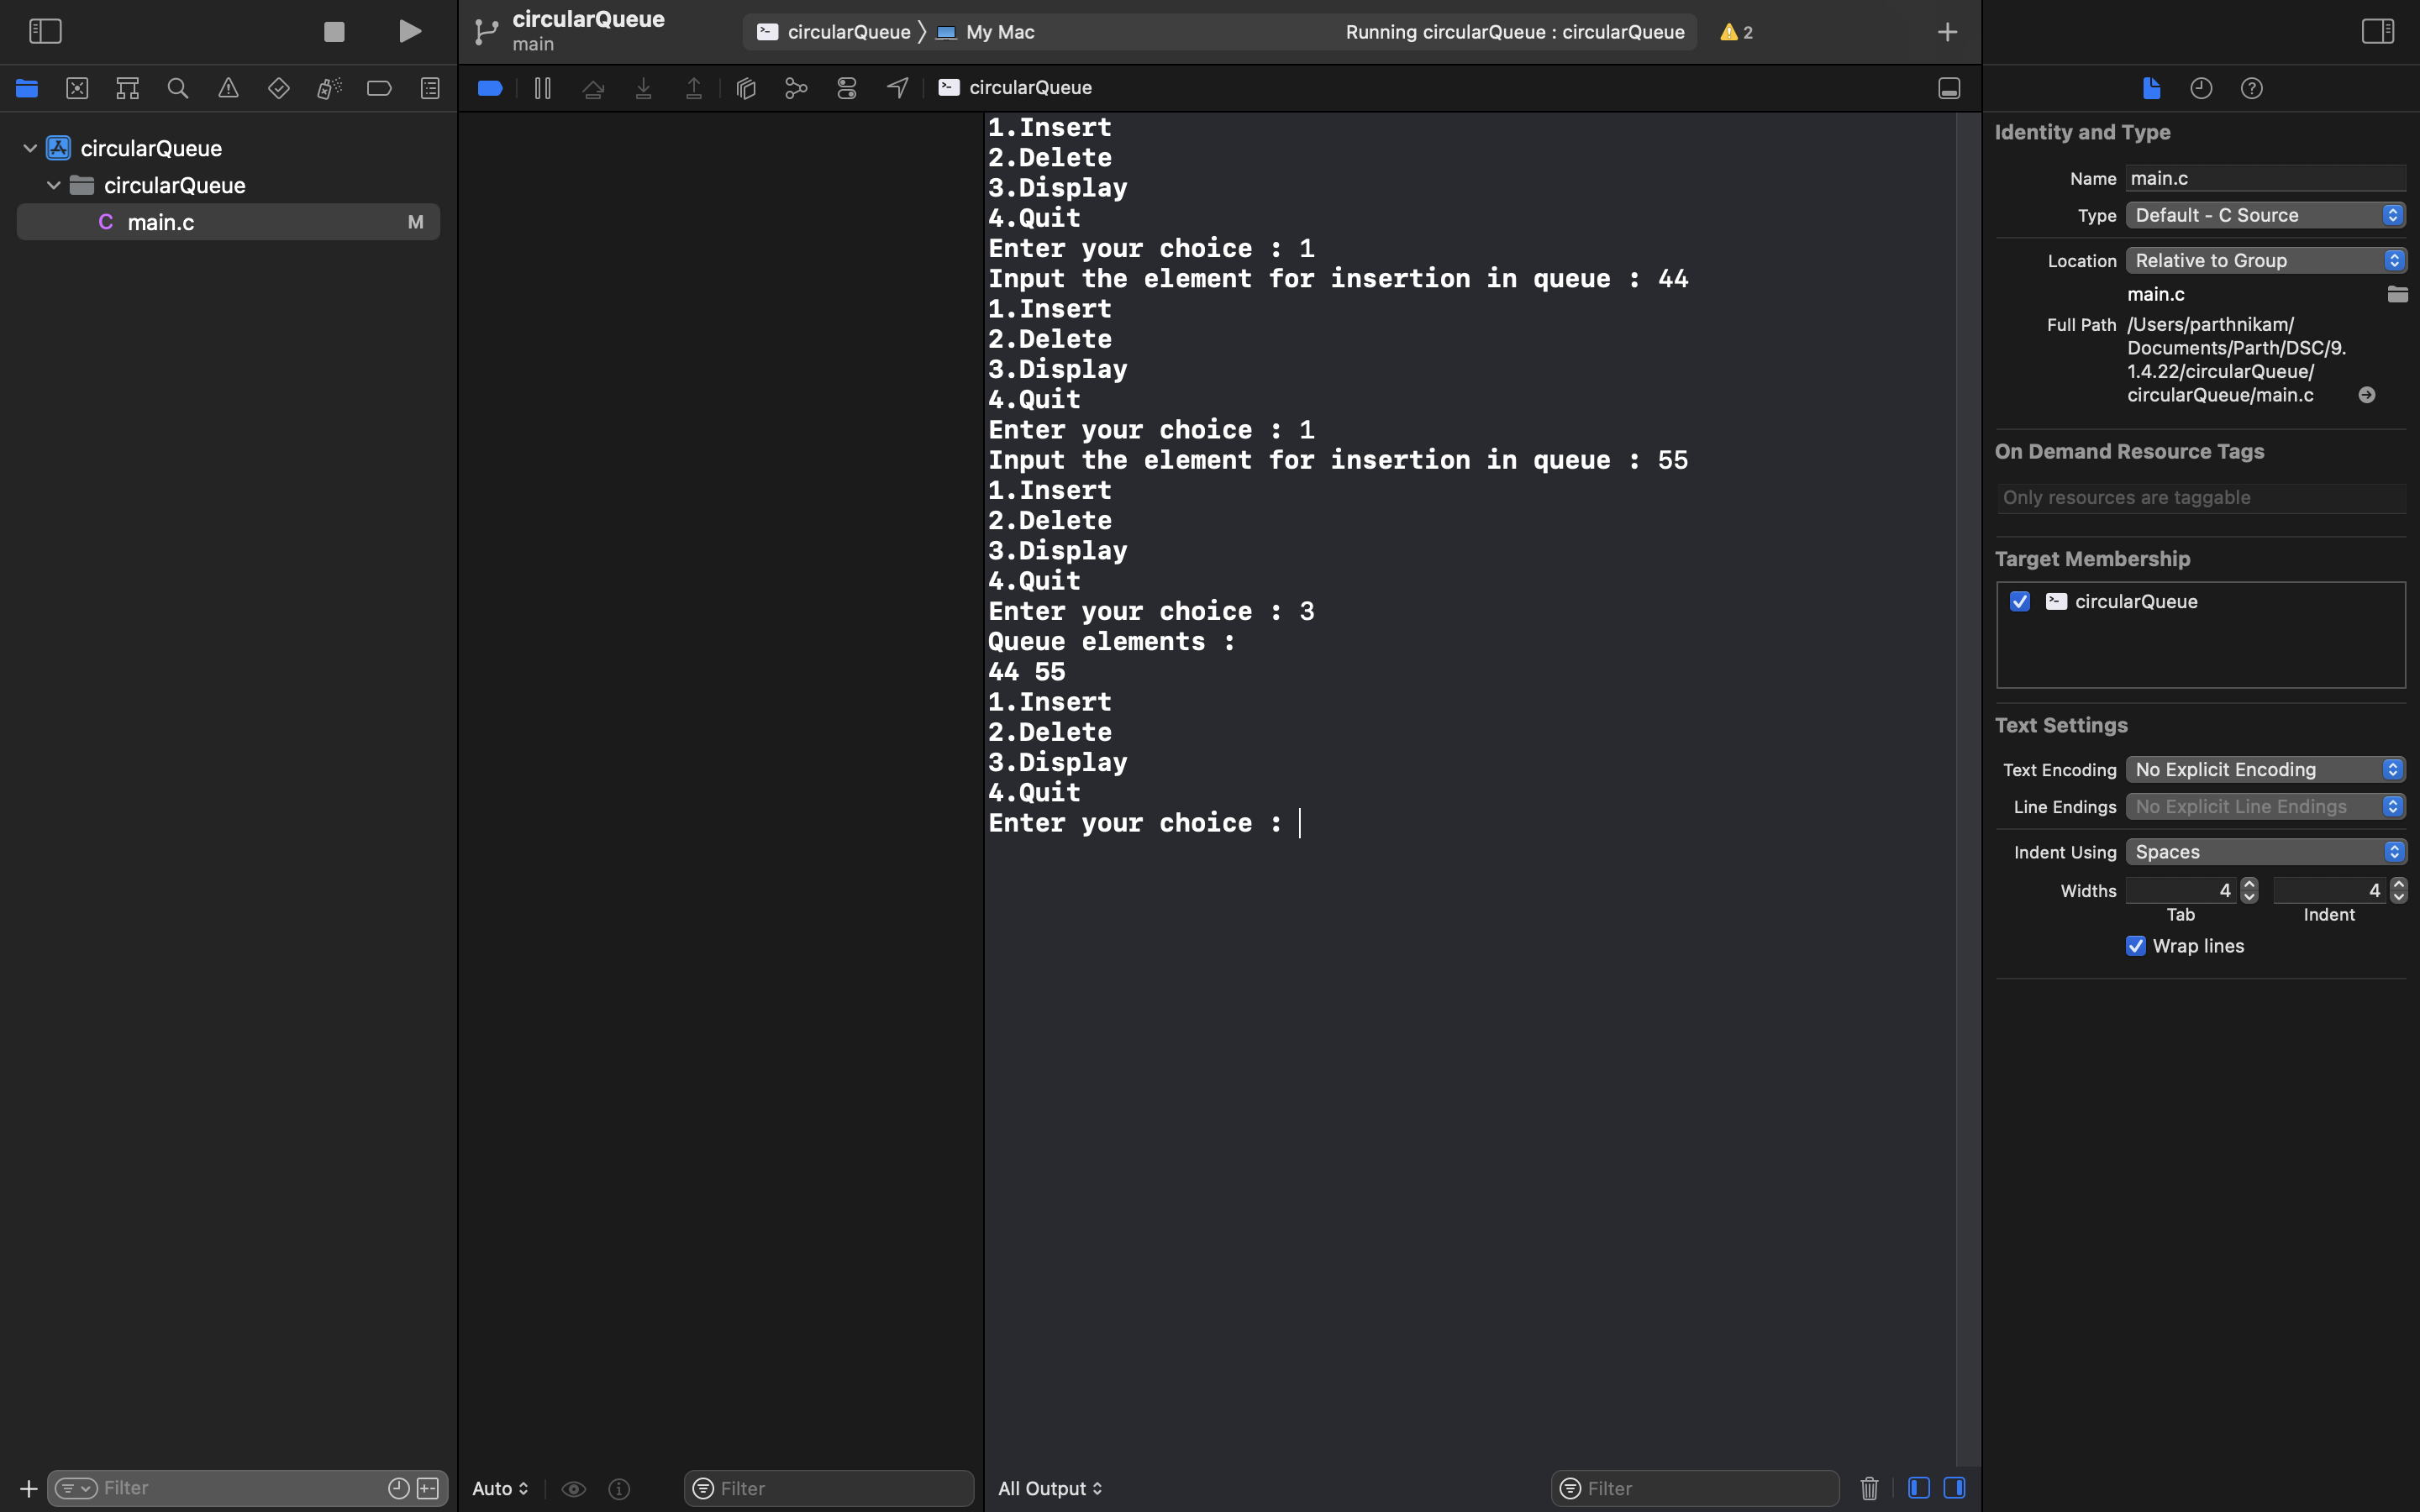 circularQueue
main
circularQueue
My Mac
Running circularQueue : circularQueue
2
circularQueue
circularQueue
circularQueue
C main.c M
1.Insert
2.Delete
3.Display
4.Quit
Enter your choice : 1
Input the element for insertion in queue : 44
1.Insert
2.Delete
3.Display
4.Quit
Enter your choice : 1
Input the element for insertion in queue : 55
1.Insert
2.Delete
3.Display
4.Quit
Enter your choice : 3
Queue elements :
44 55
1.Insert
2.Delete
3.Display
4.Quit
Enter your choice :
Identity and Type
Name main.c
Type Default - C Source
Location Relative to Group
main.c
Full Path /Users/parthnikam/
Documents/Parth/DSC/9.
1.4.22/circularQueue/
circularQueue/main.c
On Demand Resource Tags
Only resources are taggable
Target Membership
circularQueue
Text Settings
Text Encoding No Explicit Encoding
Line Endings No Explicit Line Endings
Indent Using Spaces
Widths 4 4
Tab Indent
Wrap lines
Filter
Auto
Filter
All Output
Filter